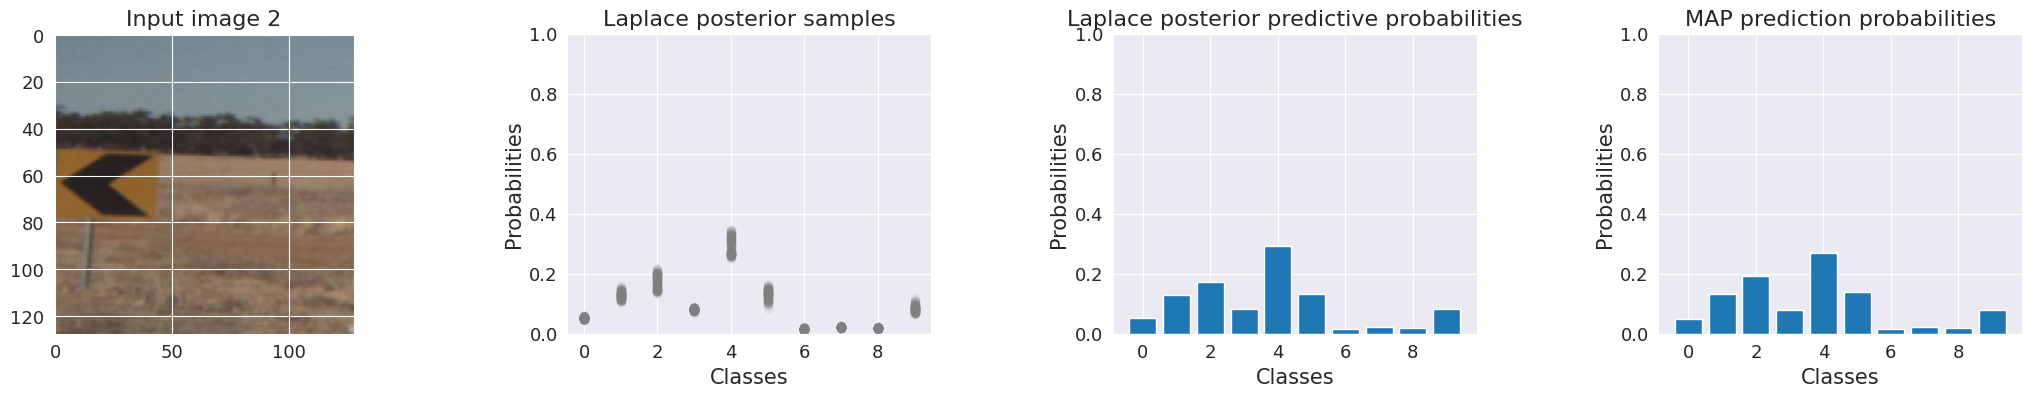 Input image 2
0
20
40
60
80
100
120
0 50 100
Laplace posterior samples
1.0
0.8
0.6
0.4
0.2
0.0
Probabilities
0 2 4 6 8
Classes
Laplace posterior predictive probabilities
1.0
0.8
0.6
0.4
0.2
0.0
Probabilities
0 2 4 6 8
Classes
MAP prediction probabilities
1.0
0.8
0.6
0.4
0.2
0.0
Probabilities
0 2 4 6 8
Classes